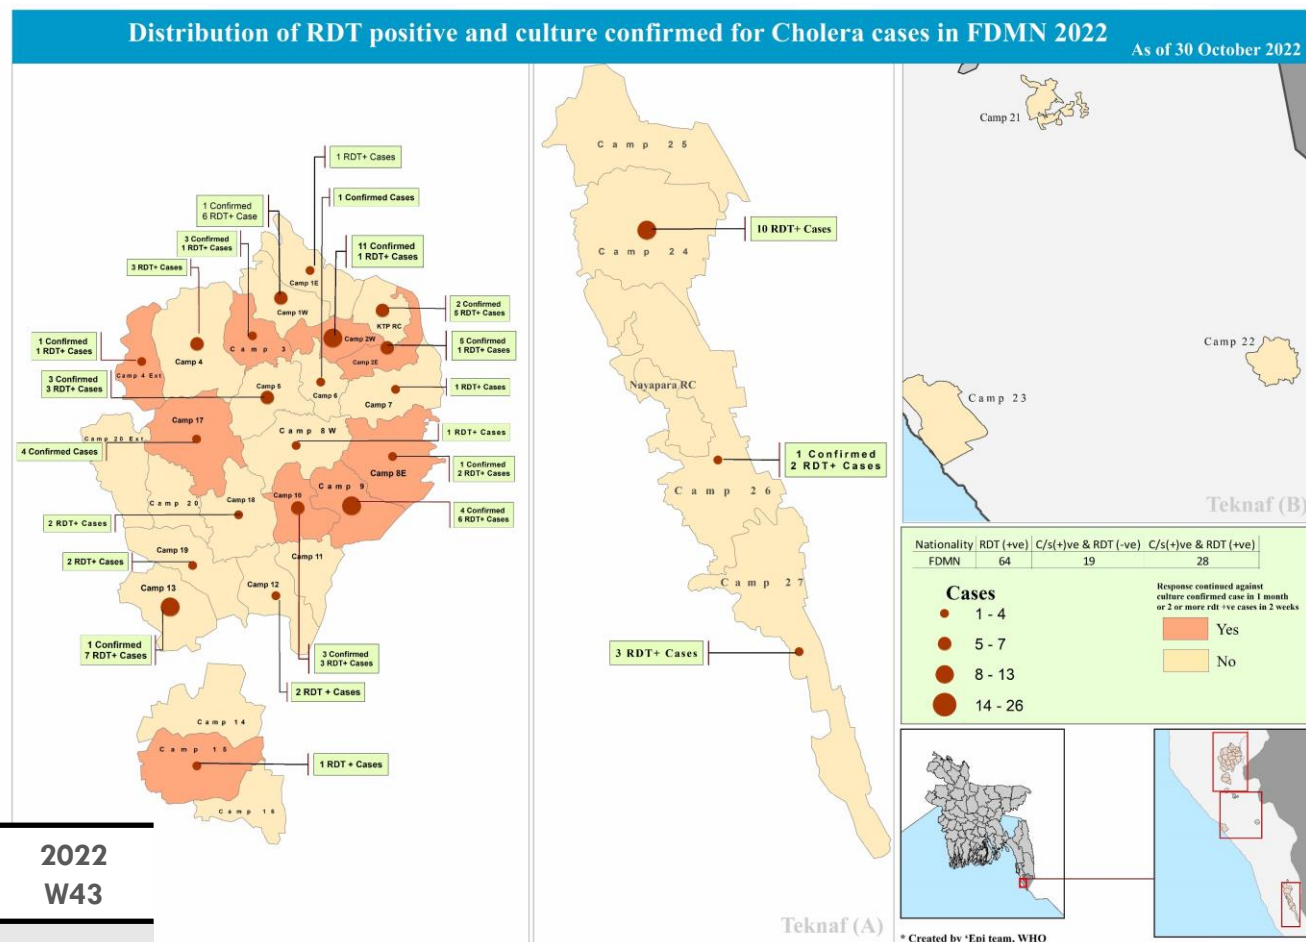 Distribution of RDT positive and culture confirmed for Cholera cases in FDMN 2022
As of 30 October 2022
1 RDT+ Cases
1 Confirmed
6 RDT+ Case
1 Confirmed Cases
3 Confirmed
1 RDT+ Cases
11 Confirmed
1 RDT+ Cases
3 RDT+ Cases
Camp 1E
Camp 1W
2 Confirmed
5 RDT+ Cases
KTP RC
1 Confirmed
1 RDT+ Cases
Camp 4
Camp 3
Camp 2W
Camp 2E
5 Confirmed
1 RDT+ Cases
Camp 4 Ext
3 Confirmed
3 RDT+ Cases
Camp 5
Camp 6
Camp 7
1 RDT+ Cases
Camp 17
Camp 8W
1 RDT+ Cases
Camp 20 Ext
4 Confirmed Cases
Camp 8E
1 Confirmed
2 RDT+ Cases
Camp 20
Camp 18
Camp 10
Camp 9
4 Confirmed
6 RDT+ Cases
2 RDT+ Cases
Camp 19
Camp 11
2 RDT+ Cases
Camp 13
Camp 12
1 Confirmed
7 RDT+ Cases
3 Confirmed
3 RDT+ Cases
2 RDT + Cases
Camp 14
Camp 15
1 RDT + Cases
Camp 16
2022
W43
Camp 25
10 RDT+ Cases
Camp 24
Nayapara RC
1 Confirmed
2 RDT+ Cases
Camp 26
Camp 27
3 RDT+ Cases
Teknaf (A)
Camp 21
Camp 22
Camp 23
Teknaf (B)
Nationality RDT (+ve) C/s(+)ve & RDT (-ve) C/s(+)ve & RDT (+ve)
FDMN 64 19 28
Cases
1 - 4
5 - 7
8 - 13
14 - 26
Response continued against
culture confirmed case in 1 month
or 2 or more rdt +ve cases in 2 weeks
Yes
No
* Created by 'Epi team, WHO